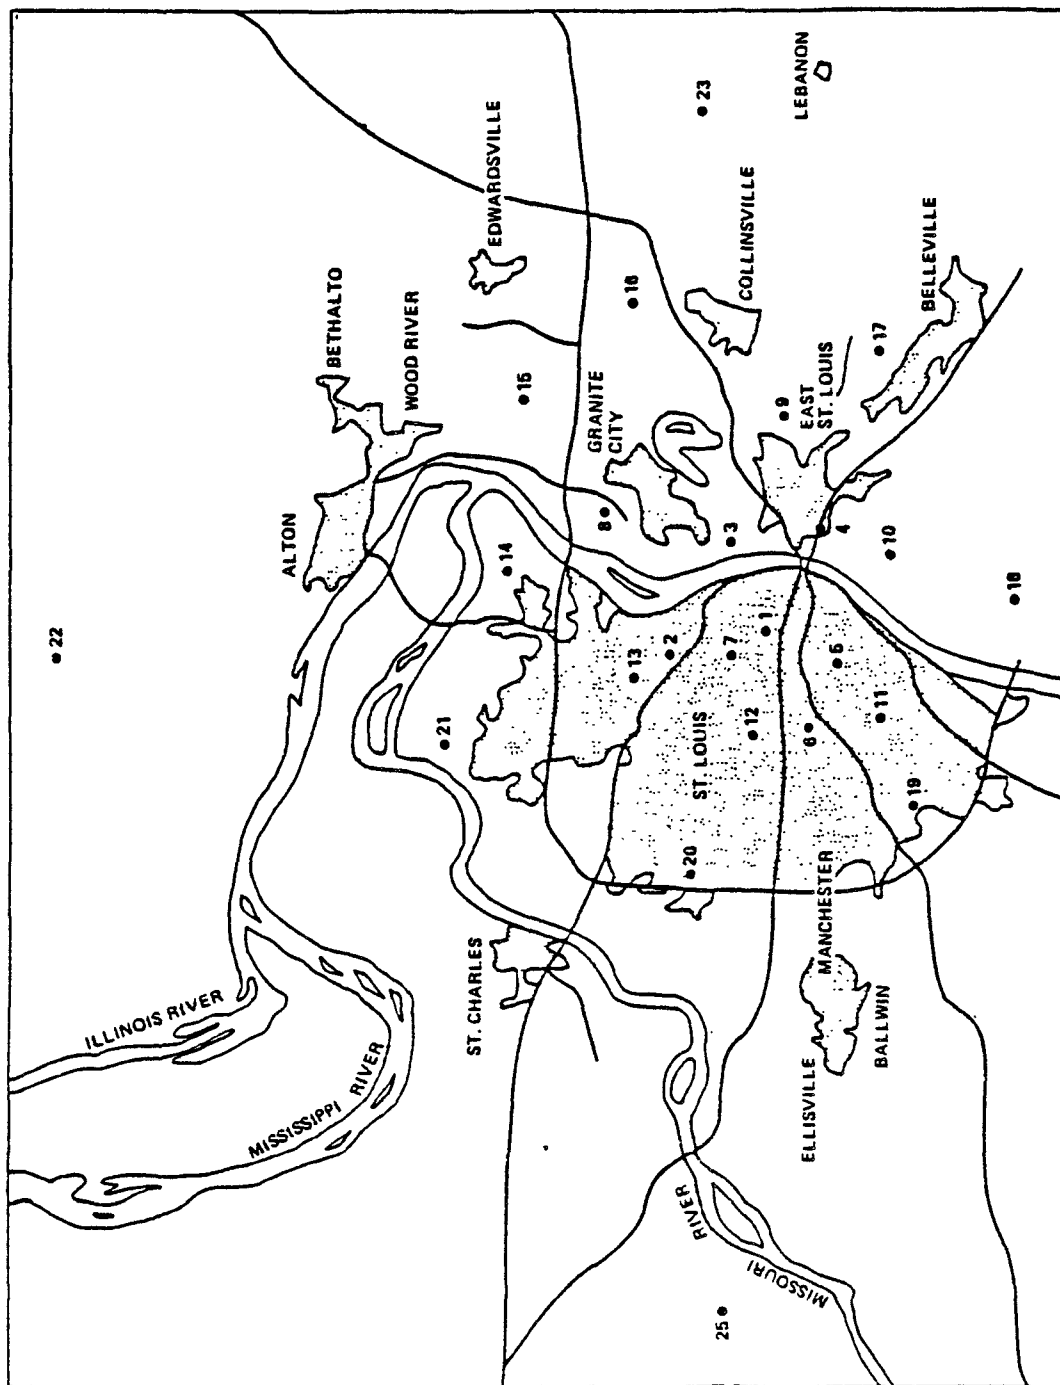 22
ILLINOIS RIVER
ALTON
BETHALTO
MISSISSIPPI RIVER
WOOD RIVER
21
ST. CHARLES
EDWARDSVILLE
14
15
GRANITE
CITY
8
13
16
2
20
ST. LOUIS
23
MISSOURI RIVER
25
7
3
COLLINSVILLE
12
1
9
LEBANON
EAST
ST. LOUIS
ELLISVILLE
6
MANCHESTER
5
4
BALLWIN
11
17
10
19
BELLEVILLE
18